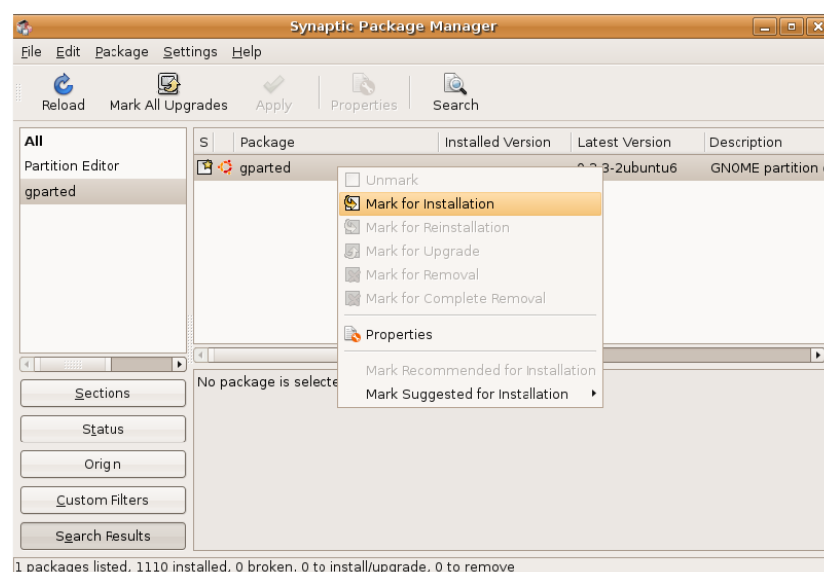 Synaptic Package Manager
File Edit Package Settings Help
Reload Mark All Upgrades Apply Properties Search
All
Partition Editor
gparted
S Package Installed Version Latest Version Description
gparted 0.3.3-2ubuntu6 GNOME partition
Unmark
Mark for Installation
Mark for Reinstallation
Mark for Upgrade
Mark for Removal
Mark for Complete Removal
Properties
Mark Recommended for Installation
Mark Suggested for Installation
No package is selecte
Sections
Status
Origin
Custom Filters
Search Results
1 packages listed, 1110 installed, 0 broken, 0 to install/upgrade, 0 to remove